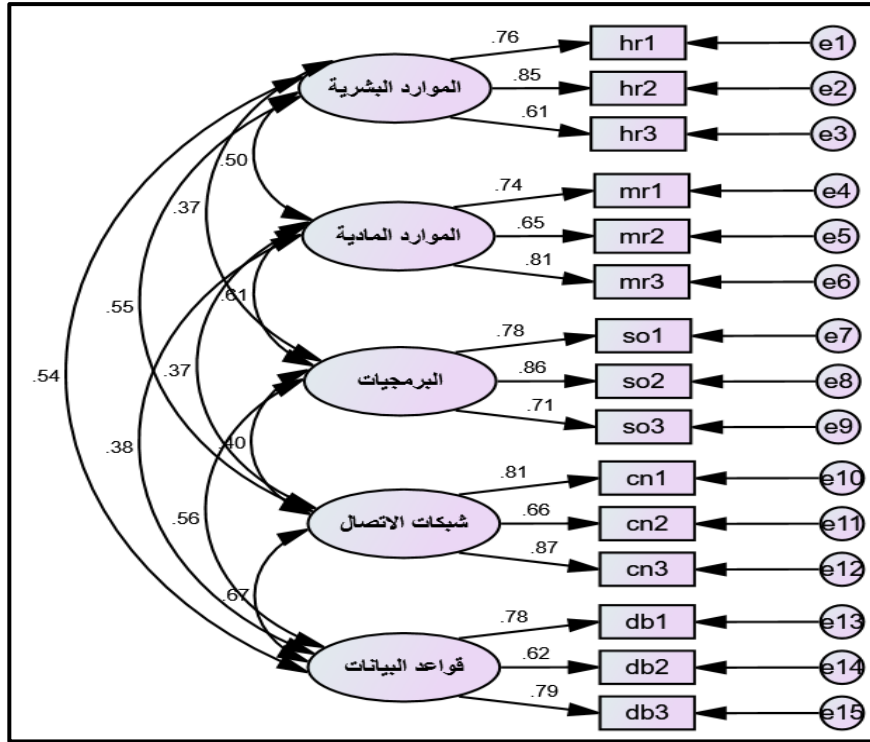 .76
hr1
e1
الموارد البشرية
.85
hr2
e2
.61
hr3
e3
.50
.37
.74
mr1
e4
الموارد المادية
.65
mr2
e5
.81
mr3
e6
.61
.55
.78
so1
e7
.37
.54
البرمجيات
.86
so2
e8
.71
so3
e9
.38
.40
.81
cn1
e10
.56
شبكات الاتصال
.66
cn2
e11
.87
cn3
e12
.67
.78
db1
e13
قواعد البيانات
.62
db2
e14
.79
db3
e15